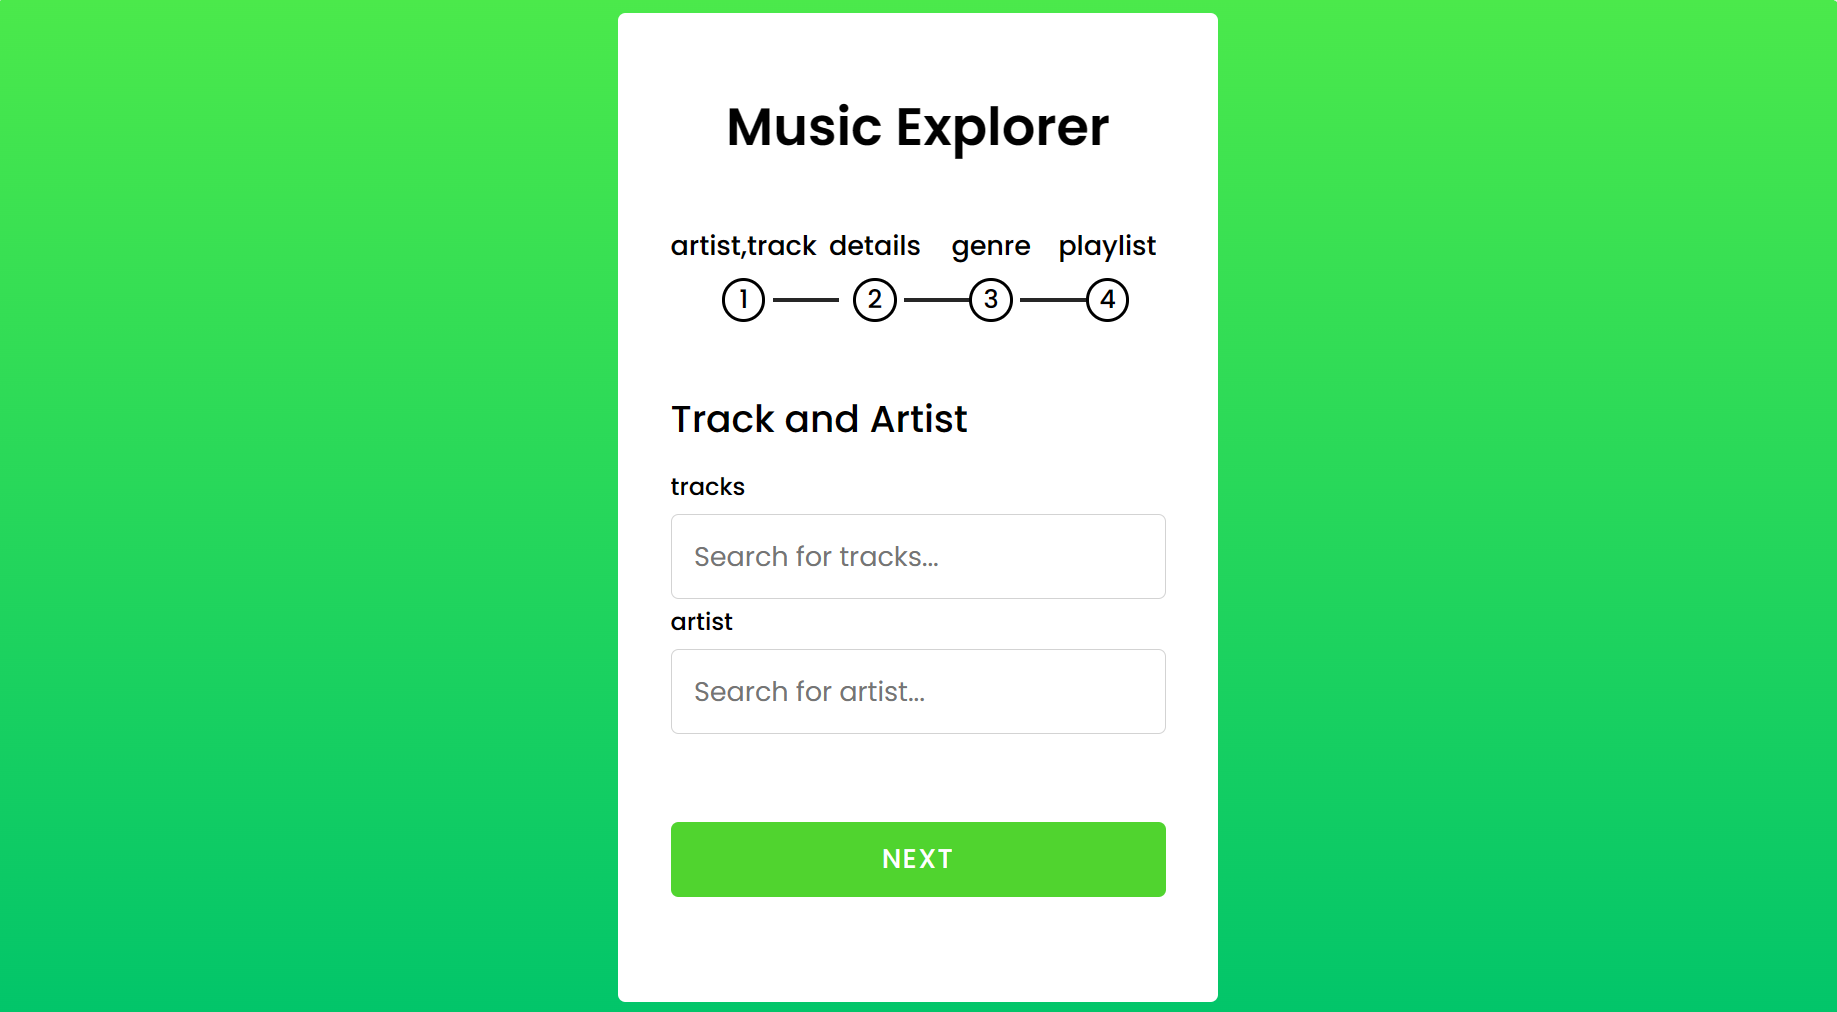 Music Explorer
artist,track details genre playlist
1 2 3 4
Track and Artist
tracks
Search for tracks...
artist
Search for artist...
NEXT